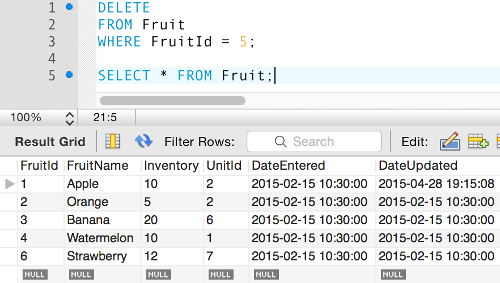 1 DELETE
2 FROM Fruit
3 WHERE FruitId = 5;
4
5 SELECT * FROM Fruit;
100% 21:5
Result Grid Filter Rows: Search Edit:
FruitId FruitName Inventory UnitId DateEntered DateUpdated
1 Apple 10 2 2015-02-15 10:30:00 2015-04-28 19:15:08
2 Orange 5 2 2015-02-15 10:30:00 2015-02-15 10:30:00
3 Banana 20 6 2015-02-15 10:30:00 2015-02-15 10:30:00
4 Watermelon 10 1 2015-02-15 10:30:00 2015-02-15 10:30:00
6 Strawberry 12 7 2015-02-15 10:30:00 2015-02-15 10:30:00
NULL NULL NULL NULL NULL NULL